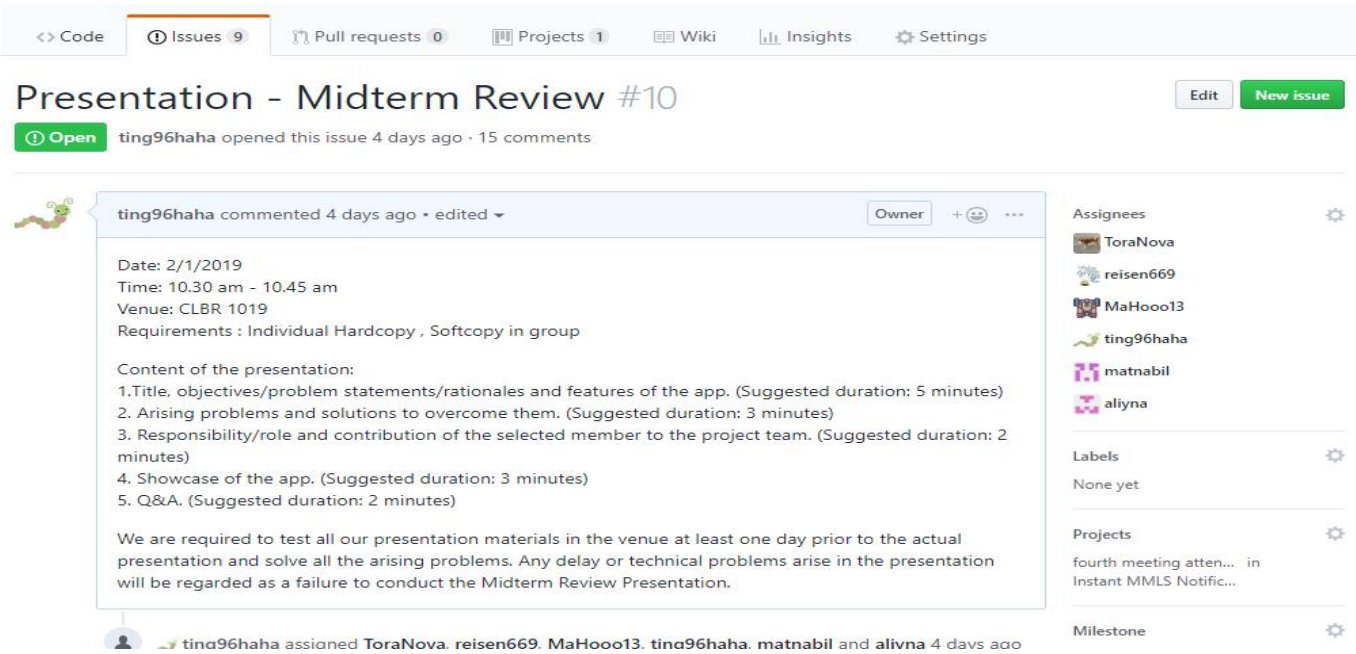 <> Code Issues 9 Pull requests 0 Projects 1 Wiki Insights Settings
Presentation - Midterm Review #10
Edit New issue
Open ting96haha opened this issue 4 days ago · 15 comments
ting96haha commented 4 days ago • edited
Owner
Date: 2/1/2019
Time: 10.30 am - 10.45 am
Venue: CLBR 1019
Requirements : Individual Hardcopy , Softcopy in group
Content of the presentation:
1.Title, objectives/problem statements/rationales and features of the app. (Suggested duration: 5 minutes)
2. Arising problems and solutions to overcome them. (Suggested duration: 3 minutes)
3. Responsibility/role and contribution of the selected member to the project team. (Suggested duration: 2
minutes)
4. Showcase of the app. (Suggested duration: 3 minutes)
5. Q&A. (Suggested duration: 2 minutes)
We are required to test all our presentation materials in the venue at least one day prior to the actual
presentation and solve all the arising problems. Any delay or technical problems arise in the presentation
will be regarded as a failure to conduct the Midterm Review Presentation.
ting96haha assigned ToraNova, reisen669, MaHooo13, ting96haha, matnabil and aliyna 4 days ago
Assignees
ToraNova
reisen669
MaHooo13
ting96haha
matnabil
aliyna
Labels
None yet
Projects
fourth meeting atten... in
Instant MMLS Notific...
Milestone